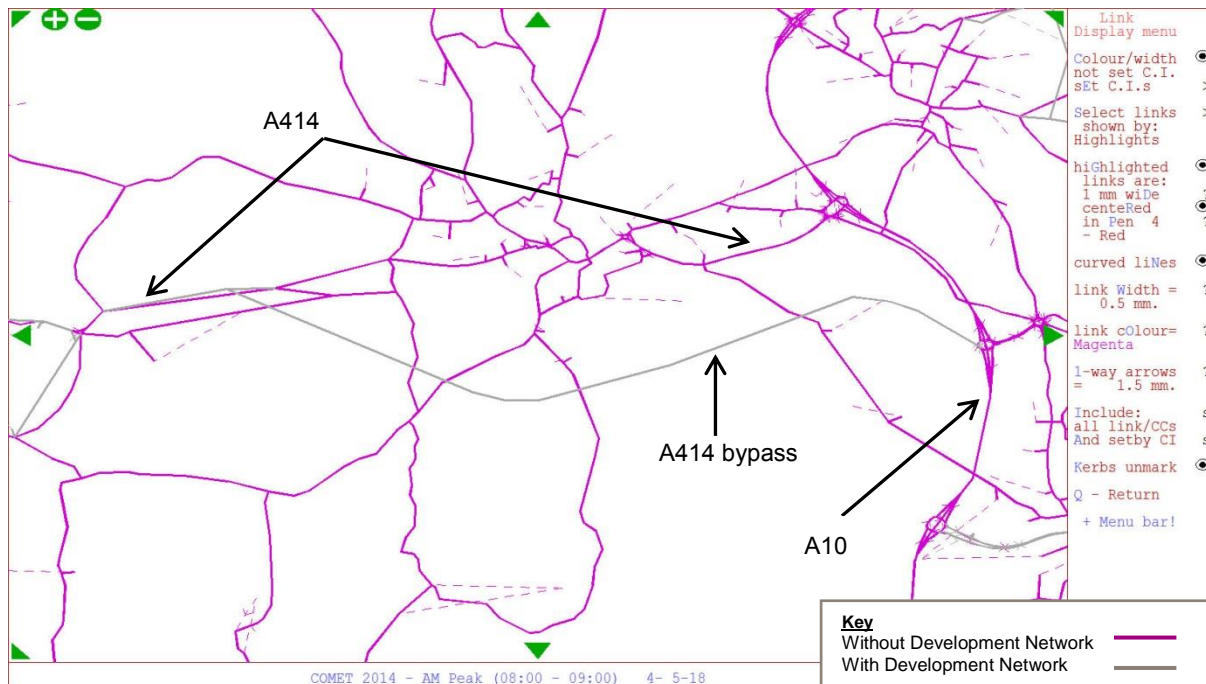 A414
A414 bypass
A10
Link
Display menu
Colour/width
not set C.I.
sEt C.I.s >
Select links >
shown by:
Highlights
hiGhlighted
links are:
1 mm wiDe ?
centeRed
in Pen 4 ?
- Red
curved liNes
link Width = ?
0.5 mm.
link cOlour= ?
Magenta
1-way arrows ?
= 1.5 mm.
Include: s
all link/CCs
And setby CI s
Kerbs unmark
Q - Return
+ Menu bar!
Key
Without Development Network
With Development Network
COMET 2014 - AM Peak (08:00 - 09:00) 4- 5-18